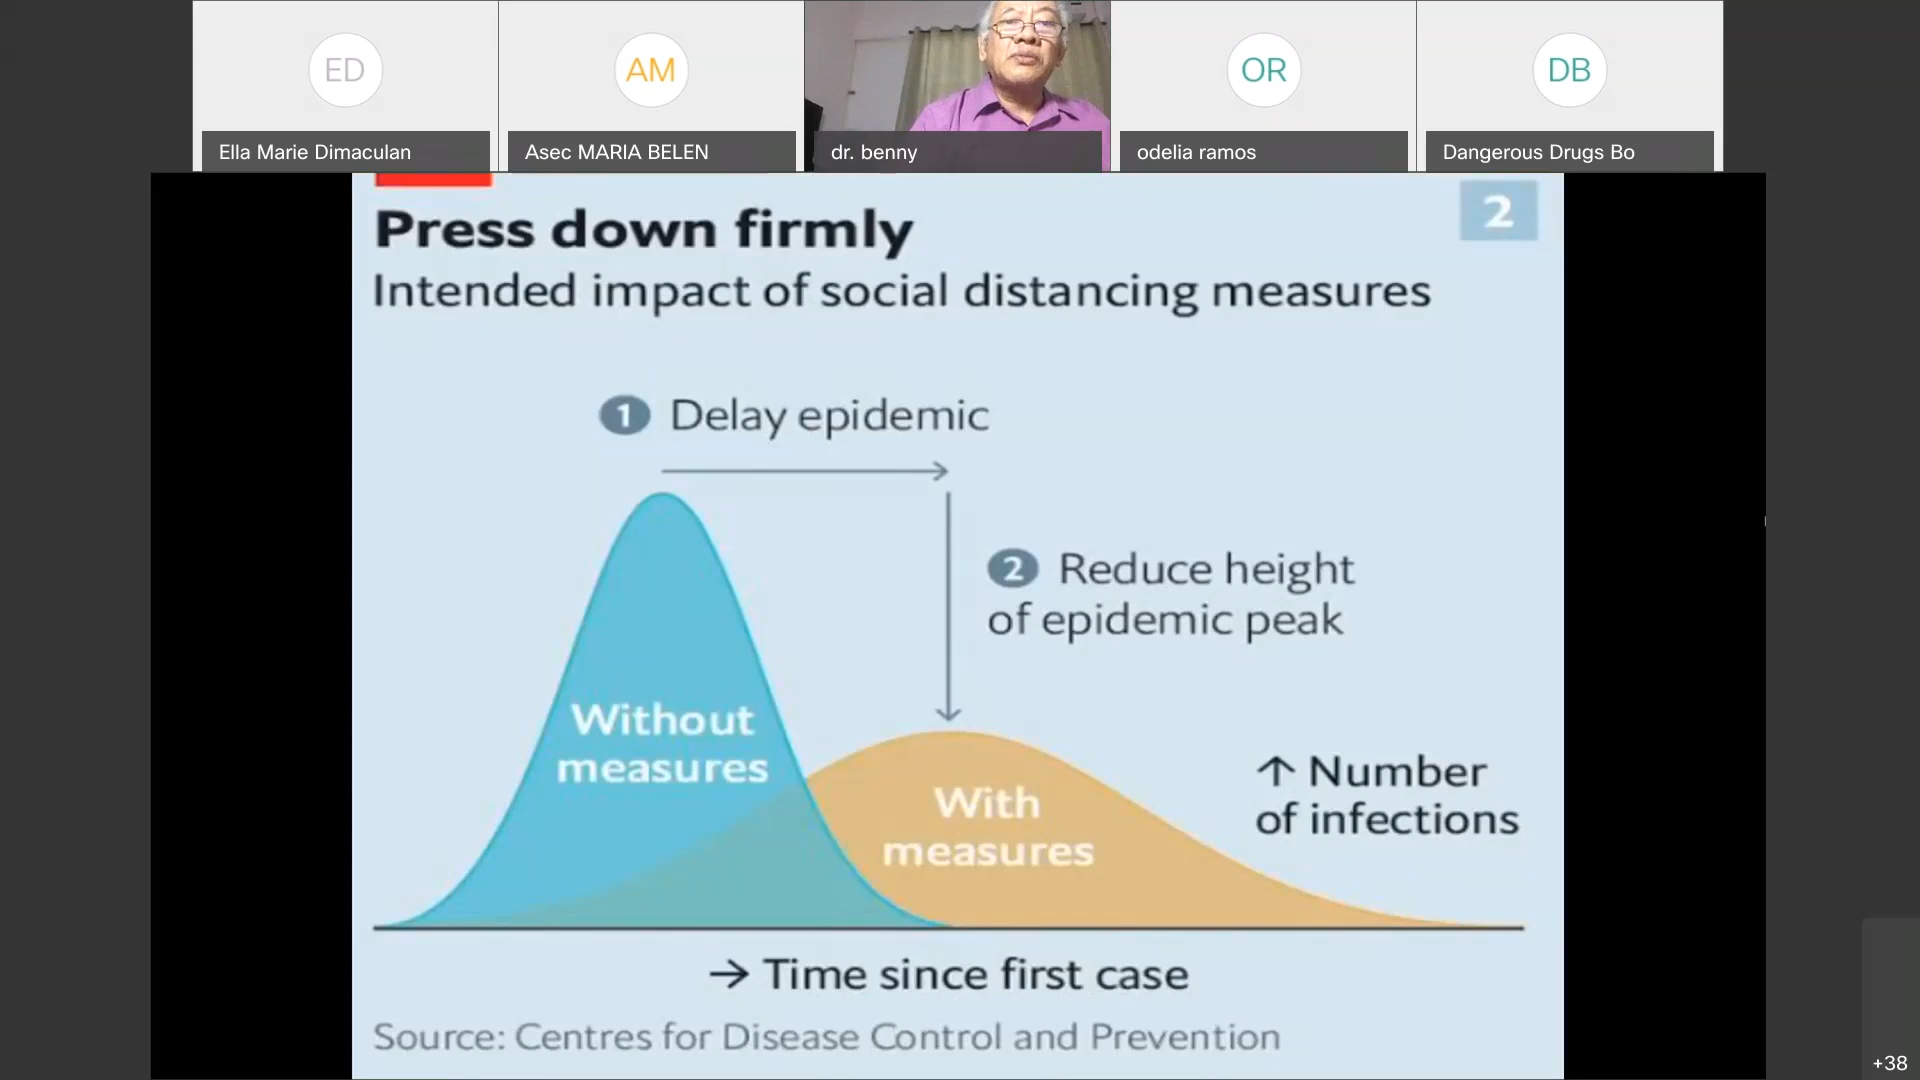 ED
AM
OR
DB
Ella Marie Dimaculan
Asec MARIA BELEN
dr. benny
odelia ramos
Dangerous Drugs Bo
Press down firmly
2
Intended impact of social distancing measures
1 Delay epidemic
2 Reduce height
of epidemic peak
Without
measures
With
measures
↑ Number
of infections
→ Time since first case
Source: Centres for Disease Control and Prevention
+38